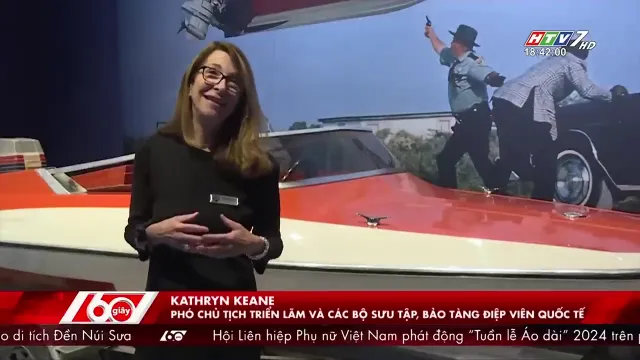 HTV7 HD
18:42:00
KATHRYN KEANE
60 giây
PHÓ CHỦ TỊCH TRIỂN LÃM VÀ CÁC BỘ SƯU TẬP, BẢO TÀNG ĐIỆP VIÊN QUỐC TẾ
o di tích Đền Núi Sưa
Hội Liên hiệp Phụ nữ Việt Nam phát động “Tuần lễ Áo dài” 2024 trên